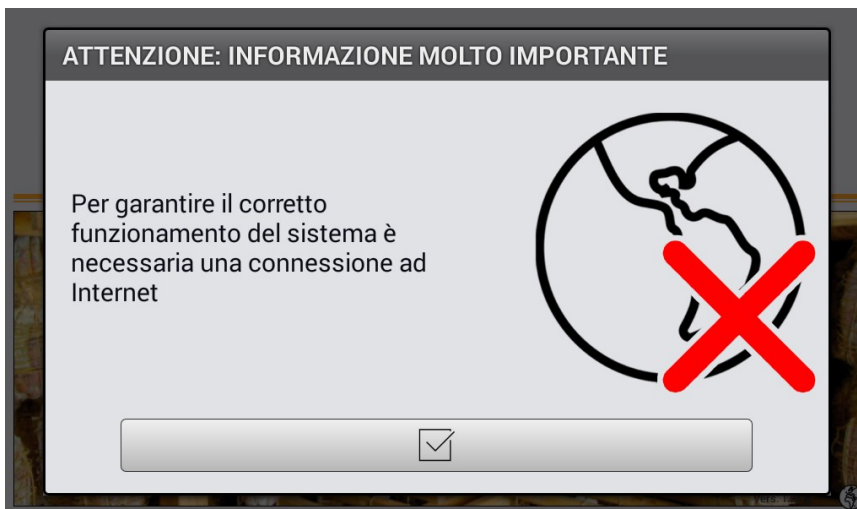 ATTENZIONE: INFORMAZIONE MOLTO IMPORTANTE
Per garantire il corretto
funzionamento del sistema è
necessaria una connessione ad
Internet